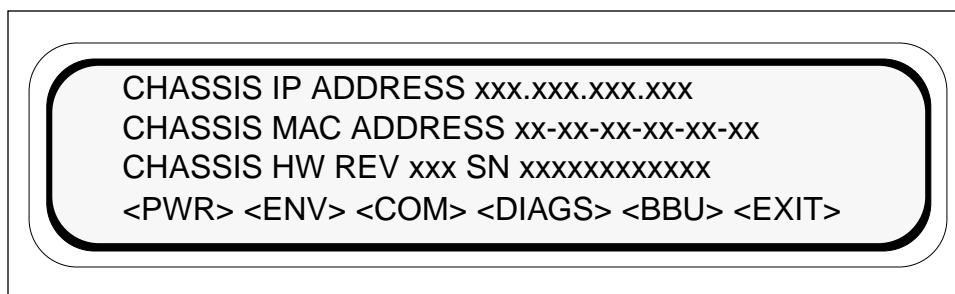 CHASSIS IP ADDRESS xxx.xxx.xxx.xxx
CHASSIS MAC ADDRESS xx-xx-xx-xx-xx-xx
CHASSIS HW REV xxx SN xxxxxxxxxxxx
<PWR> <ENV> <COM> <DIAGS> <BBU> <EXIT>